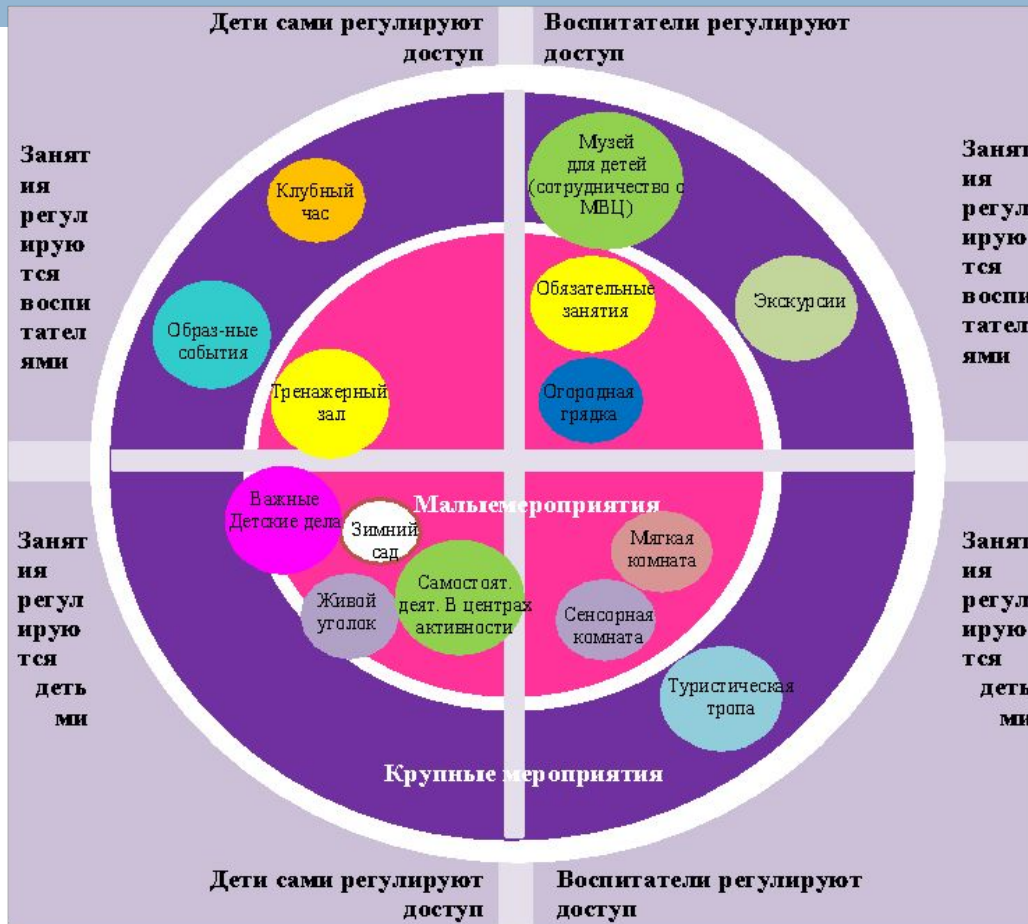 Дети сами регулируют
доступ
Воспитатели регулируют
доступ
Занят
ия
регул
ирую
тся
воспи
тател
ями
Клубный
час
Образ-ные
события
Тренажерный
зал
Музей
для детей
(сотрудничество с
МВЦ)
Обязательные
занятия
Экскурсии
Огородная
грядка
Занят
ия
регул
ирую
тся
воспи
тател
ями
Занят
ия
регул
ирую
тся
деть
ми
Малыемероприятия
Важные
Детские дела
Зимний
сад
Живой
уголок
Самостоят.
деят. В центрах
активности
Мягкая
комната
Сенсорная
комната
Туристическая
тропа
Занят
ия
регул
ирую
тся
деть
ми
Крупные мероприятия
Дети сами регулируют
доступ
Воспитатели регулируют
доступ